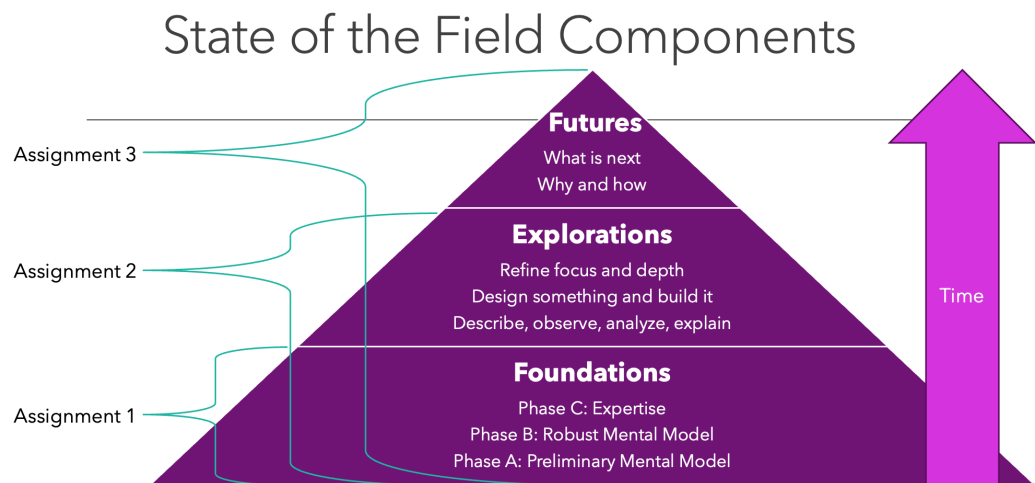 State of the Field Components
Assignment 3
Futures
What is next
Why and how
Assignment 2
Explorations
Refine focus and depth
Design something and build it
Describe, observe, analyze, explain
Time
Assignment 1
Foundations
Phase C: Expertise
Phase B: Robust Mental Model
Phase A: Preliminary Mental Model